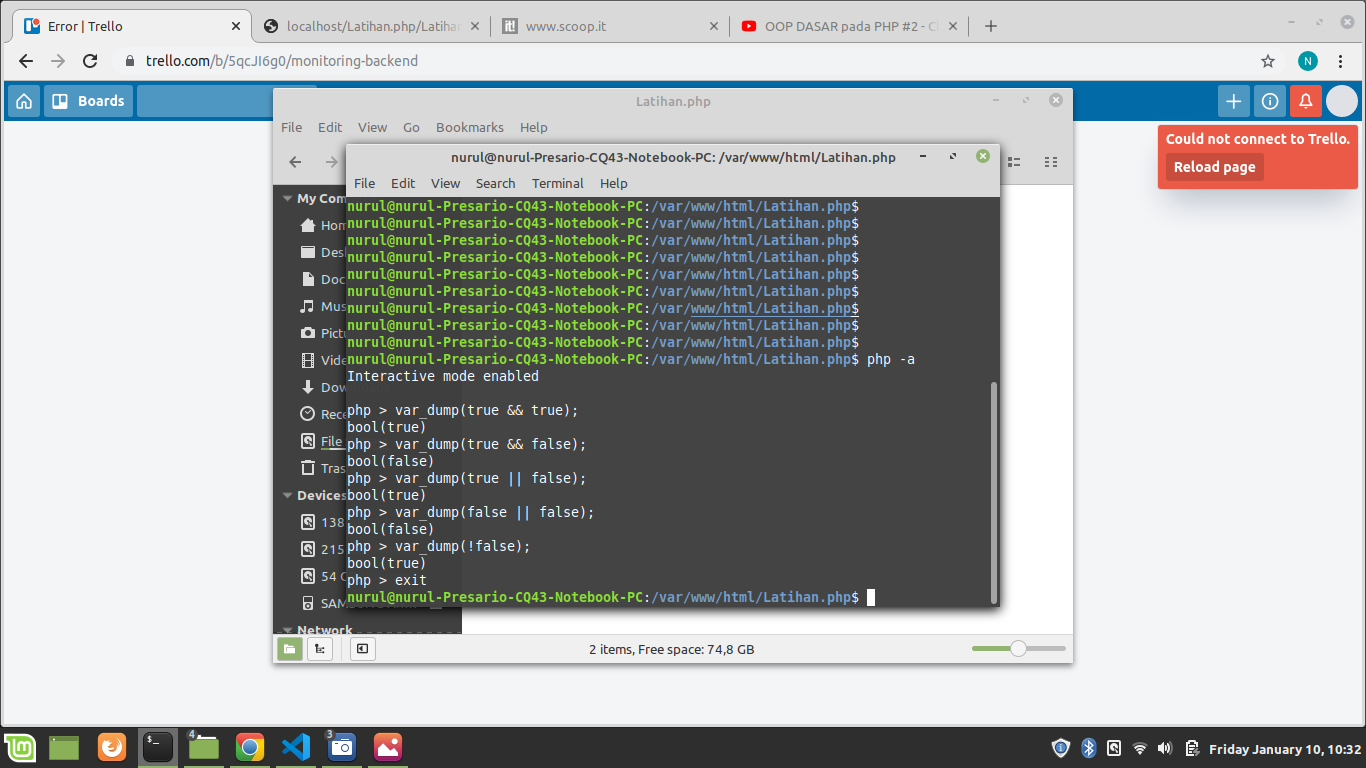 Error | Trello
localhost/Latihan.php/Latihan
www.scoop.it
OOP DASAR pada PHP #2 - C
trello.com/b/5qcJI6g0/monitoring-backend
Boards
Could not connect to Trello.
Reload page
Latihan.php
File Edit View Go Bookmarks Help
nurul@nurul-Presario-CQ43-Notebook-PC: /var/www/html/Latihan.php
File Edit View Search Terminal Help
My Com
Hom
Desk
Doc
Mus
Pict
Vide
Dow
Rece
File
Tras
Devices
138
215
54 G
Network
nurul@nurul-Presario-CQ43-Notebook-PC:/var/www/html/Latihan.php$
nurul@nurul-Presario-CQ43-Notebook-PC:/var/www/html/Latihan.php$
nurul@nurul-Presario-CQ43-Notebook-PC:/var/www/html/Latihan.php$
nurul@nurul-Presario-CQ43-Notebook-PC:/var/www/html/Latihan.php$
nurul@nurul-Presario-CQ43-Notebook-PC:/var/www/html/Latihan.php$
nurul@nurul-Presario-CQ43-Notebook-PC:/var/www/html/Latihan.php$
nurul@nurul-Presario-CQ43-Notebook-PC:/var/www/html/Latihan.php$
nurul@nurul-Presario-CQ43-Notebook-PC:/var/www/html/Latihan.php$
nurul@nurul-Presario-CQ43-Notebook-PC:/var/www/html/Latihan.php$
nurul@nurul-Presario-CQ43-Notebook-PC:/var/www/html/Latihan.php$ php -a
Interactive mode enabled
php > var_dump(true && true);
bool(true)
php > var_dump(true && false);
bool(false)
php > var_dump(true || false);
bool(true)
php > var_dump(false || false);
bool(false)
php > var_dump(!false);
bool(true)
php > exit
nurul@nurul-Presario-CQ43-Notebook-PC:/var/www/html/Latihan.php$
2 items, Free space: 74,8 GB
4
3
Friday January 10, 10:32
N